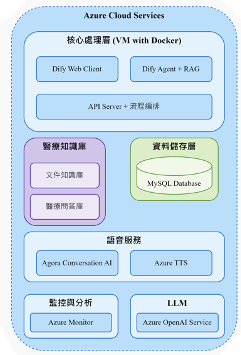 Azure Cloud Services
核心處理層 (VM with Docker)
Dify Web Client
Dify Agent + RAG
API Server + 流程編排
醫療知識庫
文件知識庫
醫療問答庫
資料儲存層
MySQL Database
語音服務
Agora Conversation AI
Azure TTS
監控與分析
Azure Monitor
LLM
Azure OpenAI Service